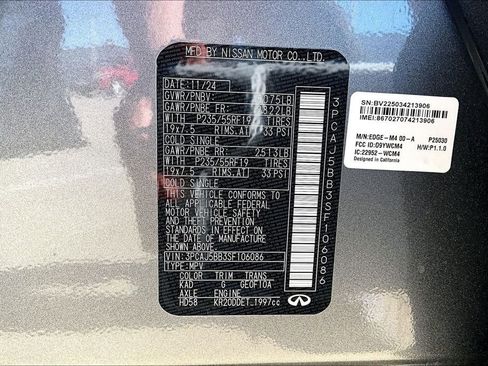 MFD BY NISSAN MOTOR CO.,LTD.
DATE: 11/24
GVWR/PNBV 4975LB
GAWR/PNBE FR: 2822LB
WITH P235/55RF19
19x7.5 RIMS,AT 33 PSI
COLD SINGLE
GAWR/PNBE RR: 2513LB
WITH P235/55RF19
19x7.5 RIMS,AT 33 PSI
COLD SINGLE
THIS VEHICLE CONFORMS TO
ALL APPLICABLE FEDERAL
MOTOR VEHICLE SAFETY,
BUMPER, AND THEFT
PREVENTION STANDARDS
IN EFFECT ON THE DATE OF
MANUFACTURE SHOWN ABOVE.
VIN: 3PCAJ5BB3SF106086
TYPE: MPV
COLOR TRIM TRANS
KAD G GE0F10A
AXLE ENGINE
HD58 KR20DDET 1997cc
INFINITI
3PCAJ5BB3SF106086
SN:BV225034213906
IMEI:867027074213906
M/N:EDGE-M4 00-A P25030
FCC ID:D9YWCM4 H/W:P1.1.0
IC:22952-WCM4
Designed in California